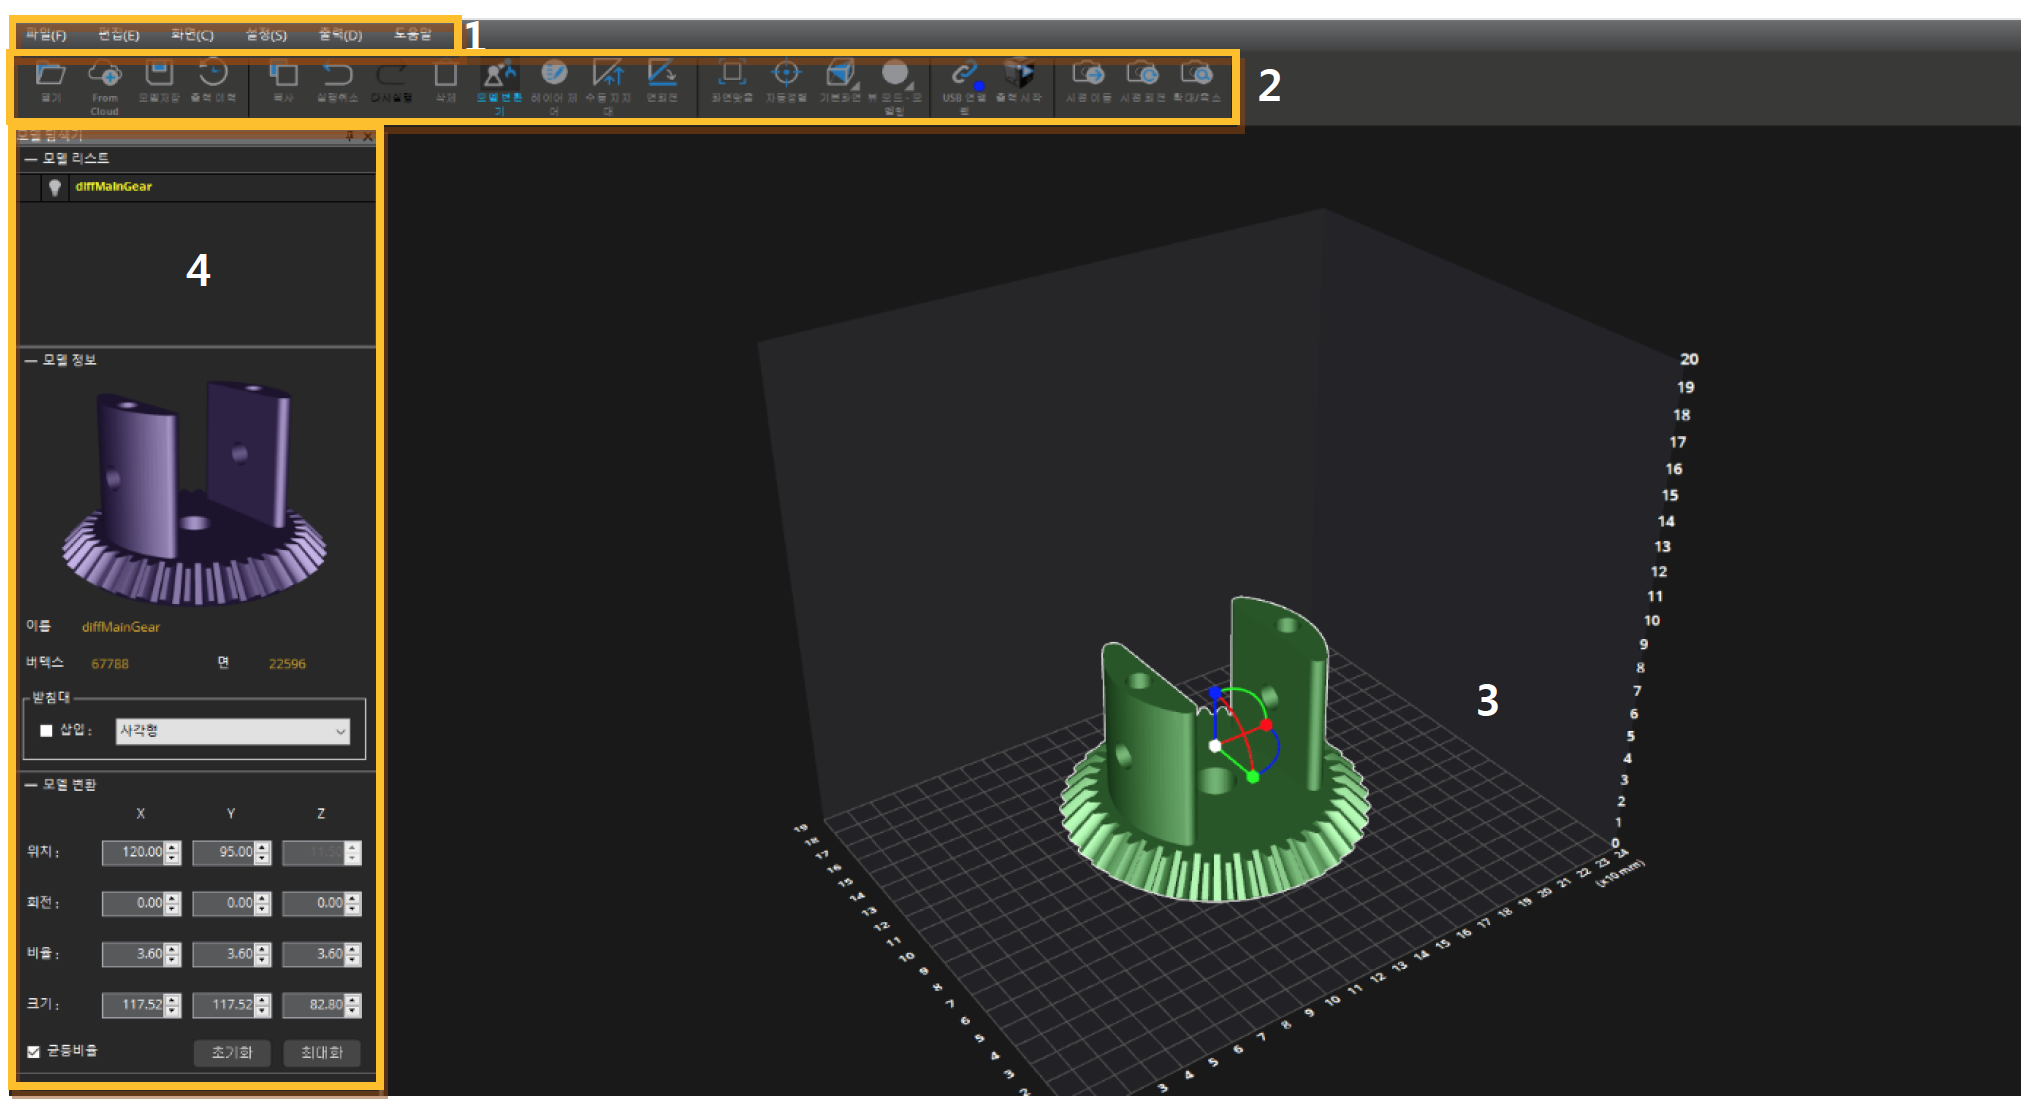 파일(F) 편집(E) 화면(C) 설정(S) 출력(D) 도움말
1
열기 From Cloud 모델저장 출력 이력 복사 실행취소 다시실행 삭제 모델 변환기 레이어 제어 수동 지지대 면회전 화면맞춤 자동정렬 기본화면 뷰 모드-모델링 USB 연결됨 출력 시작 시점이동 시점회전 확대/축소
2
모델 탐색기
모델 리스트
diffMainGear
4
모델 정보
이름 diffMainGear
버텍스 67788 면 22596
받침대
삽입 : 사각형
모델 변환
X Y Z
위치 : 120.00 95.00 11.50
회전 : 0.00 0.00 0.00
비율 : 3.60 3.60 3.60
크기 : 117.52 117.52 82.80
균등비율 초기화 최대화
3
20
19
18
17
16
15
14
13
12
11
10
9
8
7
6
5
4
3
2
1
0
19
18
17
16
15
14
13
12
11
10
9
8
7
6
5
4
3
2
3 4 5 6 7 8 9 10 11 12 13 14 15 16 17 18 19 20 21 22 23 24
(x10 mm)